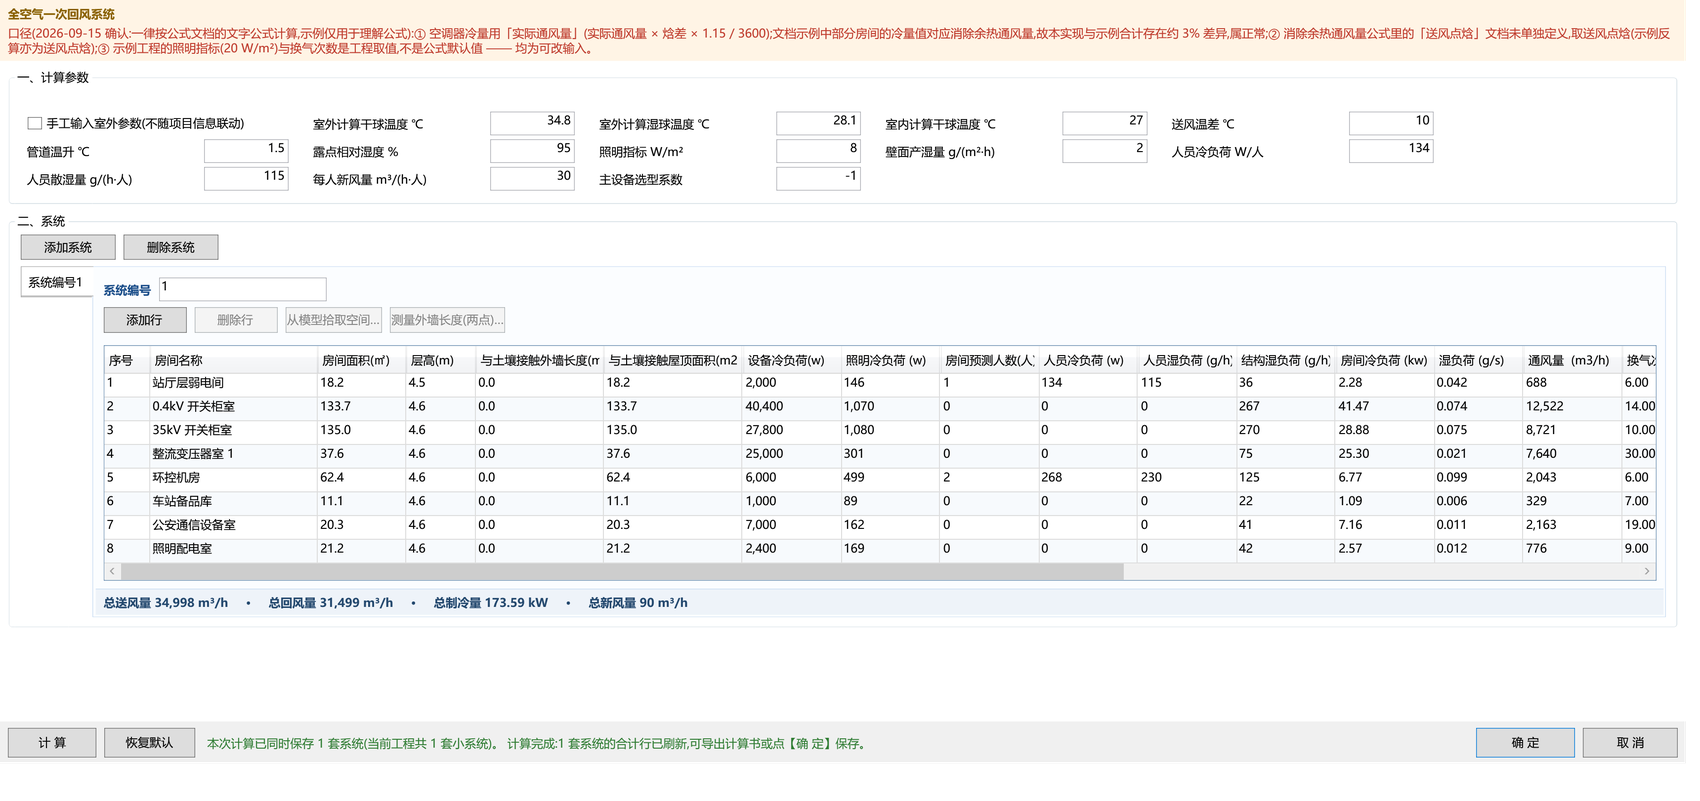 全空气一次回风系统
口径(2026-09-15 确认:一律按公式文档的文字公式计算,示例仅用于理解公式):① 空调器冷量用「实际通风量」(实际通风量 × 焓差 × 1.15 / 3600);文档示例中部分房间的冷量值对应消除余热通风量,故本实现与示例合计存在约 3% 差异,属正常;② 消除余热通风量公式里的「送风点焓」文档未单独定义,取送风点焓(示例反
算亦为送风点焓);③ 示例工程的照明指标(20 W/m²)与换气次数是工程取值,不是公式默认值 —— 均为可改输入。
一、计算参数
手工输入室外参数(不随项目信息联动) 室外计算干球温度 ℃ 34.8 室外计算湿球温度 ℃ 28.1 室内计算干球温度 ℃ 27 送风温差 ℃ 10
管道温升 ℃ 1.5 露点相对湿度 % 95 照明指标 W/m² 8 壁面产湿量 g/(m²·h) 2 人员冷负荷 W/人 134
人员散湿量 g/(h·人) 115 每人新风量 m³/(h·人) 30 主设备选型系数 -1
二、系统
添加系统 删除系统
系统编号1 系统编号 1
添加行 删除行 从模型拾取空间... 测量外墙长度(两点)...
序号 房间名称 房间面积(㎡) 层高(m) 与土壤接触外墙长度(m 与土壤接触屋顶面积(m2 设备冷负荷(w) 照明冷负荷 (w) 房间预测人数(人) 人员冷负荷 (w) 人员湿负荷 (g/h) 结构湿负荷 (g/h) 房间冷负荷 (kw) 湿负荷 (g/s) 通风量 (m3/h) 换气
1 站厅层弱电间 18.2 4.5 0.0 18.2 2,000 146 1 134 115 36 2.28 0.042 688 6.00
2 0.4kV 开关柜室 133.7 4.6 0.0 133.7 40,400 1,070 0 0 0 267 41.47 0.074 12,522 14.00
3 35kV 开关柜室 135.0 4.6 0.0 135.0 27,800 1,080 0 0 0 270 28.88 0.075 8,721 10.00
4 整流变压器室 1 37.6 4.6 0.0 37.6 25,000 301 0 0 0 75 25.30 0.021 7,640 30.00
5 环控机房 62.4 4.6 0.0 62.4 6,000 499 2 268 230 125 6.77 0.099 2,043 6.00
6 车站备品库 11.1 4.6 0.0 11.1 1,000 89 0 0 0 22 1.09 0.006 329 7.00
7 公安通信设备室 20.3 4.6 0.0 20.3 7,000 162 0 0 0 41 7.16 0.011 2,163 19.00
8 照明配电室 21.2 4.6 0.0 21.2 2,400 169 0 0 0 42 2.57 0.012 776 9.00
总送风量 34,998 m³/h • 总回风量 31,499 m³/h • 总制冷量 173.59 kW • 总新风量 90 m³/h
计 算 恢复默认 本次计算已同时保存 1 套系统(当前工程共 1 套小系统)。 计算完成:1 套系统的合计行已刷新,可导出计算书或点【确 定】保存。 确 定 取 消